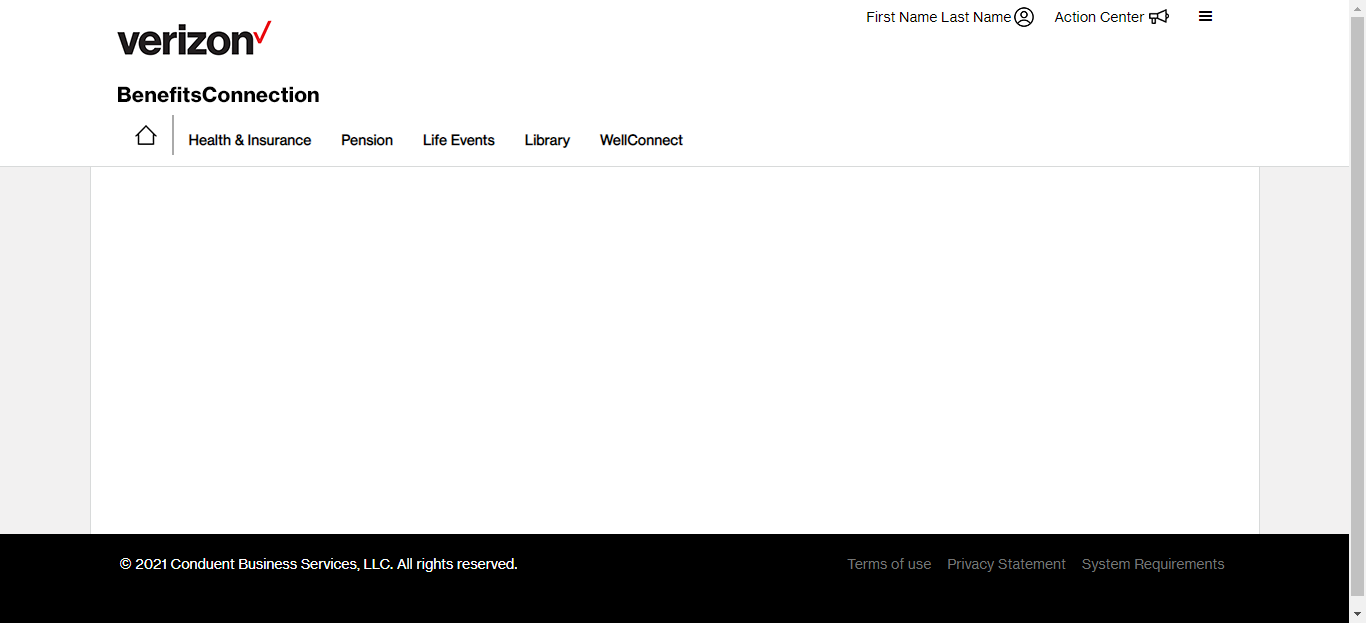 First Name Last Name Action Center
verizon
BenefitsConnection
Health & Insurance Pension Life Events Library WellConnect
© 2021 Conduent Business Services, LLC. All rights reserved. Terms of use Privacy Statement System Requirements